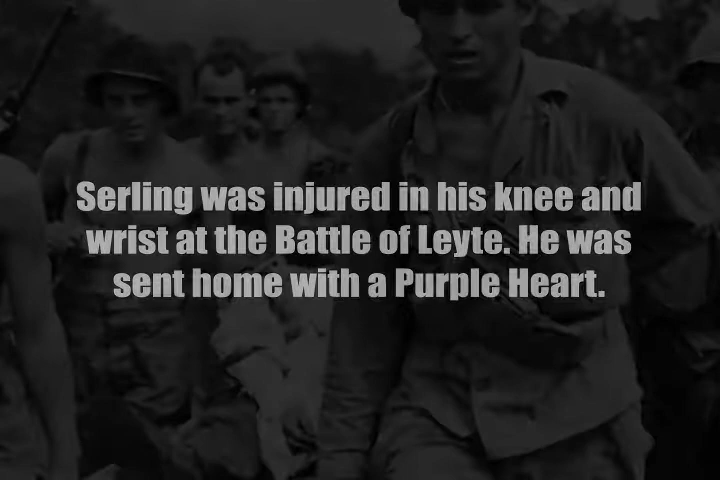 Serling was injured in his knee and
wrist at the Battle of Leyte. He was
sent home with a Purple Heart.